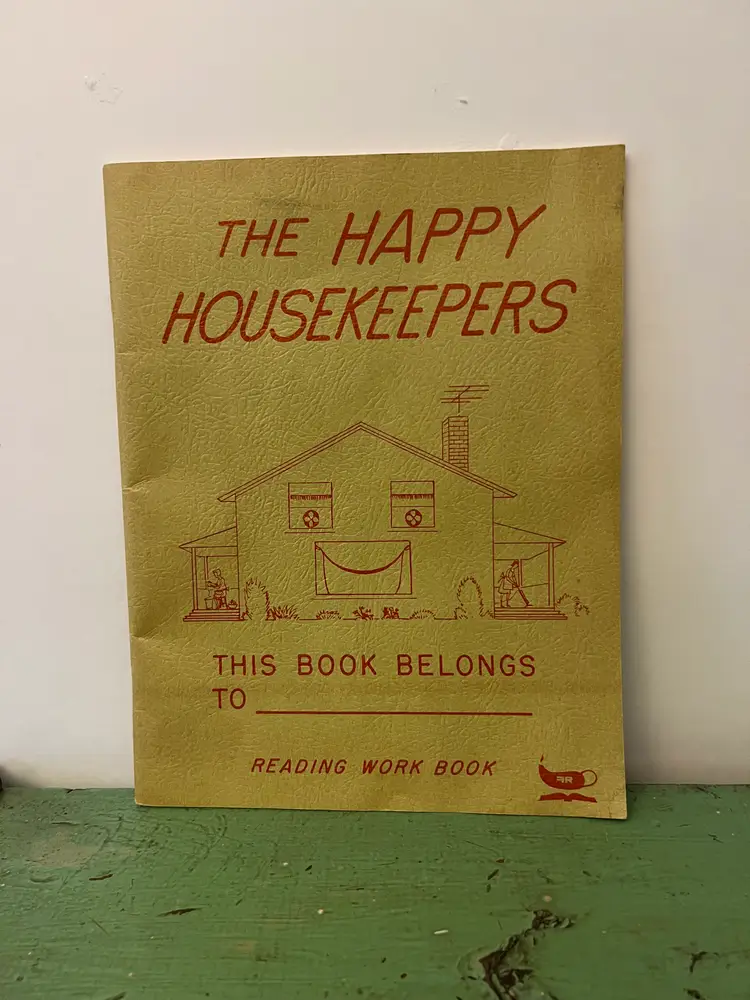 THE HAPPY
HOUSEKEEPERS
THIS BOOK BELONGS
TO
READING WORK BOOK